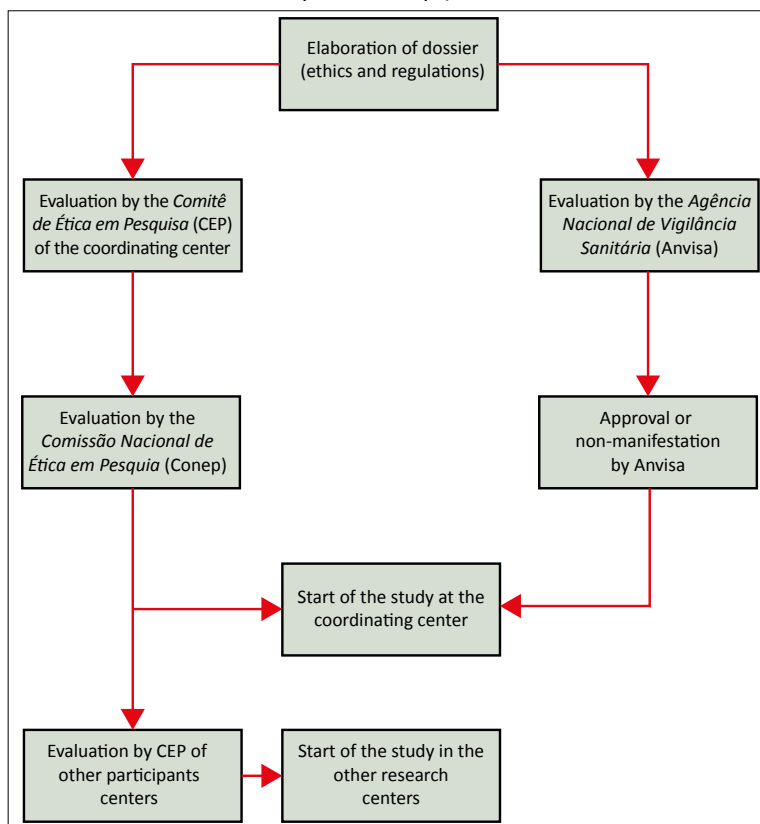 Elaboration of dossier
(ethics and regulations)
Evaluation by the Comitê
de Ética em Pesquisa (CEP)
of the coordinating center
Evaluation by the Agência
Nacional de Vigilância
Sanitária (Anvisa)
Evaluation by the
Comissão Nacional de
Ética em Pesquia (Conep)
Approval or
non-manifestation
by Anvisa
Start of the study at the
coordinating center
Evaluation by CEP of
other participants
centers
Start of the study in the
other research
centers